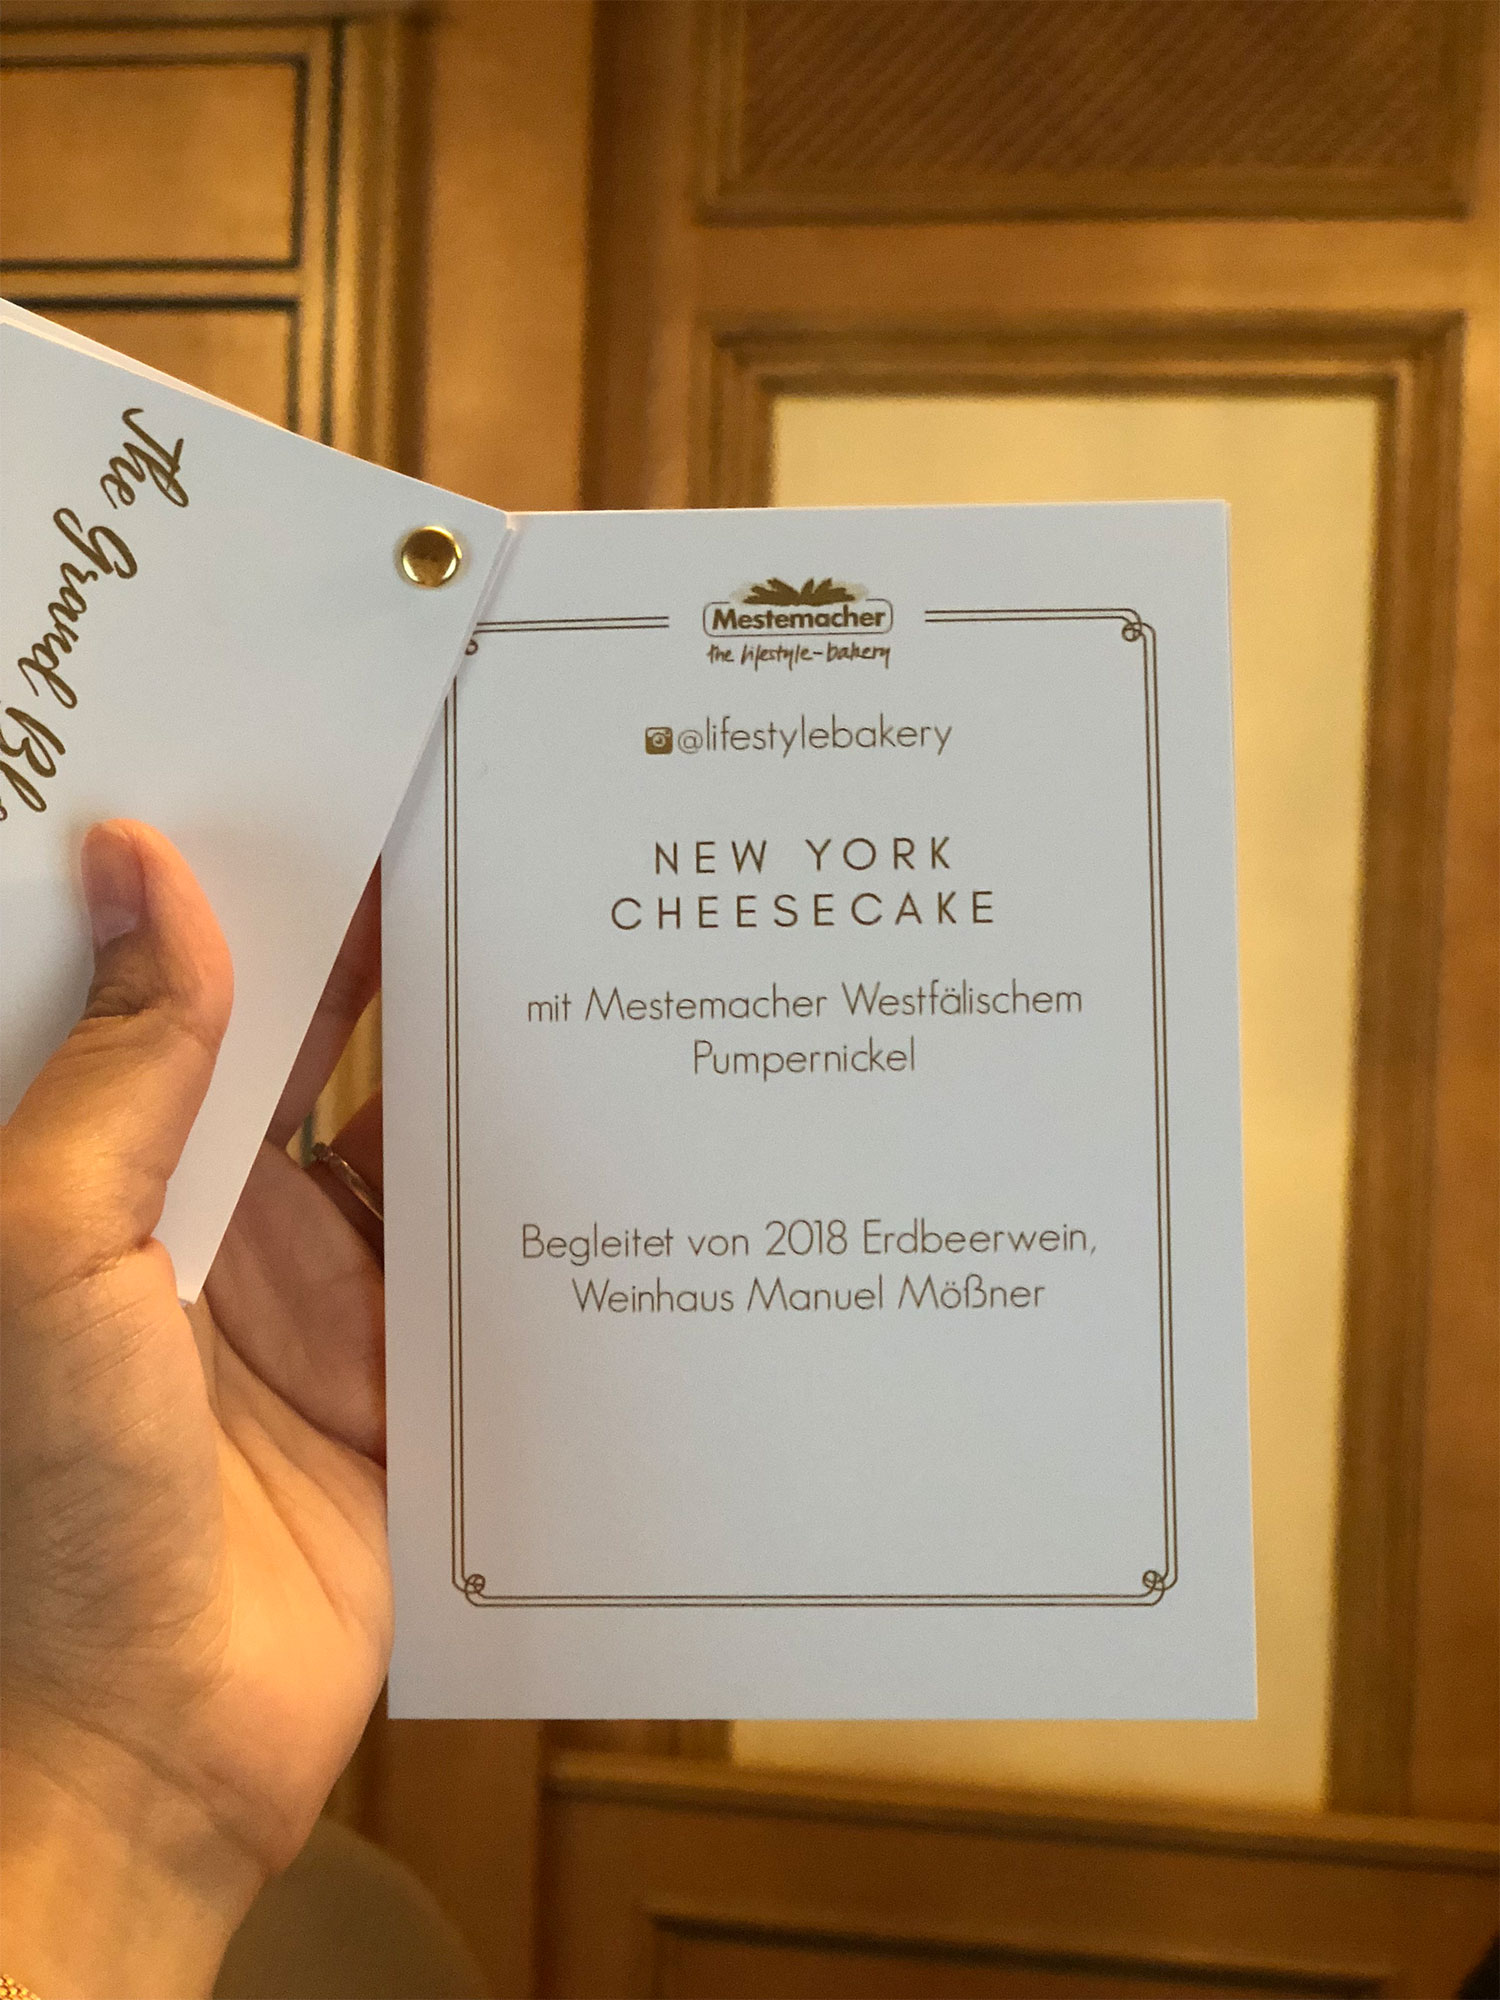 The Grand
Mestemacher
the lifestyle-bakery
@lifestylebakery
NEW YORK
CHEESECAKE
mit Mestemacher Westfälischem
Pumpernickel
Begleitet von 2018 Erdbeerwein,
Weinhaus Manuel Mößner